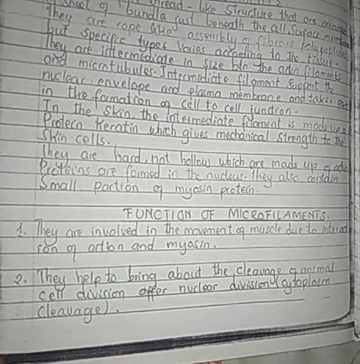 thread - like structure that are arranged
sheet of bundle just beneath the cell surface
They are rope like assembly of fibrous polypeptides
but specific types varies according to the tissue.
They are intermediate in size btn the actin filaments
and microtubules. Intermediate filament support the
nuclear envelope and plasma membrane and takes part
in the formation of cell to cell junction.
In the skin, the intermediate filament is made up of
Protein keratin which gives mechanical strength to the
Skin cells.
They are hard, not hollow, which are made up of actin
Proteins are formed in the nucleus. They also contain
Small portion of myosin protein.
FUNCTION OF MICROFILAMENTS.
1. They are involved in the movement of muscle due to interact
ion of action and myosin.
2. They help to bring about the cleavage of animal
cell division after nuclear division (cytoplasm
cleavage).